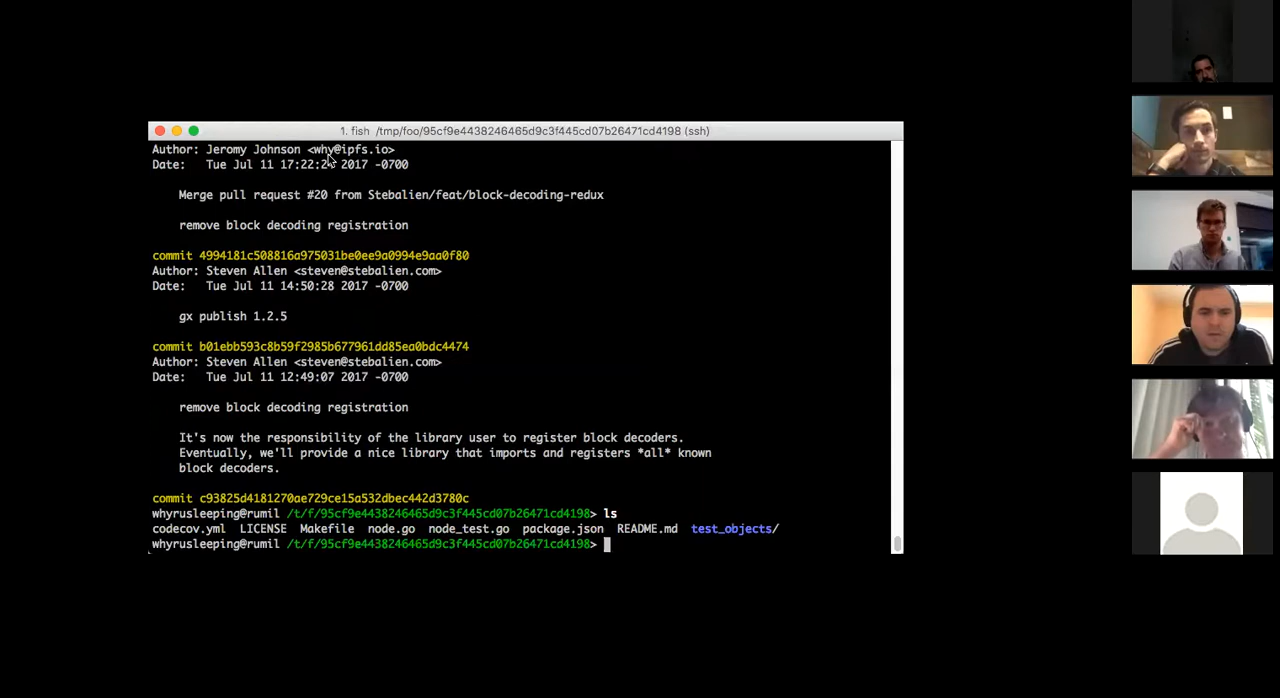 1. fish /tmp/foo/95cf9e4438246465d9c3f445cd07b26471cd4198 (ssh)
Author: Jeromy Johnson <why@ipfs.io>
Date: Tue Jul 11 17:22:2 2017 -0700
Merge pull request #20 from Stebalien/feat/block-decoding-redux
remove block decoding registration
commit 4994181c508816a975031be0ee9a0994e9aa0f80
Author: Steven Allen <steven@stebalien.com>
Date: Tue Jul 11 14:50:28 2017 -0700
gx publish 1.2.5
commit b01ebb593c8b59f2985b677961dd85ea0bdc4474
Author: Steven Allen <steven@stebalien.com>
Date: Tue Jul 11 12:49:07 2017 -0700
remove block decoding registration
It's now the responsibility of the library user to register block decoders.
Eventually, we'll provide a nice library that imports and registers *all* known
block decoders.
commit c93825d4181270ae729ce15a532dbec442d3780c
whyrusleeping@rumil /t/f/95cf9e4438246465d9c3f445cd07b26471cd4198> ls
codecov.yml LICENSE Makefile node.go node_test.go package.json README.md test_objects/
whyrusleeping@rumil /t/f/95cf9e4438246465d9c3f445cd07b26471cd4198>